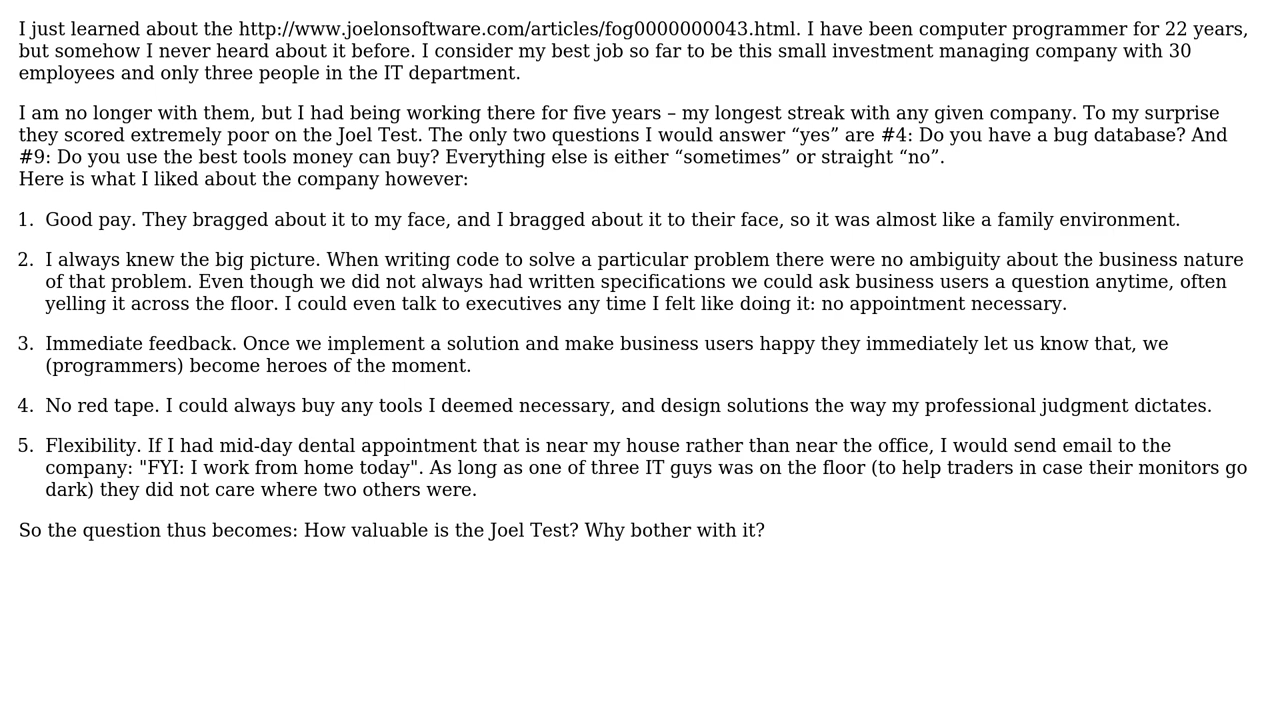 I just learned about the http://www.joelonsoftware.com/articles/fog0000000043.html. I have been computer programmer for 22 years,
but somehow I never heard about it before. I consider my best job so far to be this small investment managing company with 30
employees and only three people in the IT department.
I am no longer with them, but I had being working there for five years – my longest streak with any given company. To my surprise
they scored extremely poor on the Joel Test. The only two questions I would answer “yes” are #4: Do you have a bug database? And
#9: Do you use the best tools money can buy? Everything else is either “sometimes” or straight “no”.
Here is what I liked about the company however:
1. Good pay. They bragged about it to my face, and I bragged about it to their face, so it was almost like a family environment.
2. I always knew the big picture. When writing code to solve a particular problem there were no ambiguity about the business nature
of that problem. Even though we did not always had written specifications we could ask business users a question anytime, often
yelling it across the floor. I could even talk to executives any time I felt like doing it: no appointment necessary.
3. Immediate feedback. Once we implement a solution and make business users happy they immediately let us know that, we
(programmers) become heroes of the moment.
4. No red tape. I could always buy any tools I deemed necessary, and design solutions the way my professional judgment dictates.
5. Flexibility. If I had mid-day dental appointment that is near my house rather than near the office, I would send email to the
company: "FYI: I work from home today". As long as one of three IT guys was on the floor (to help traders in case their monitors go
dark) they did not care where two others were.
So the question thus becomes: How valuable is the Joel Test? Why bother with it?